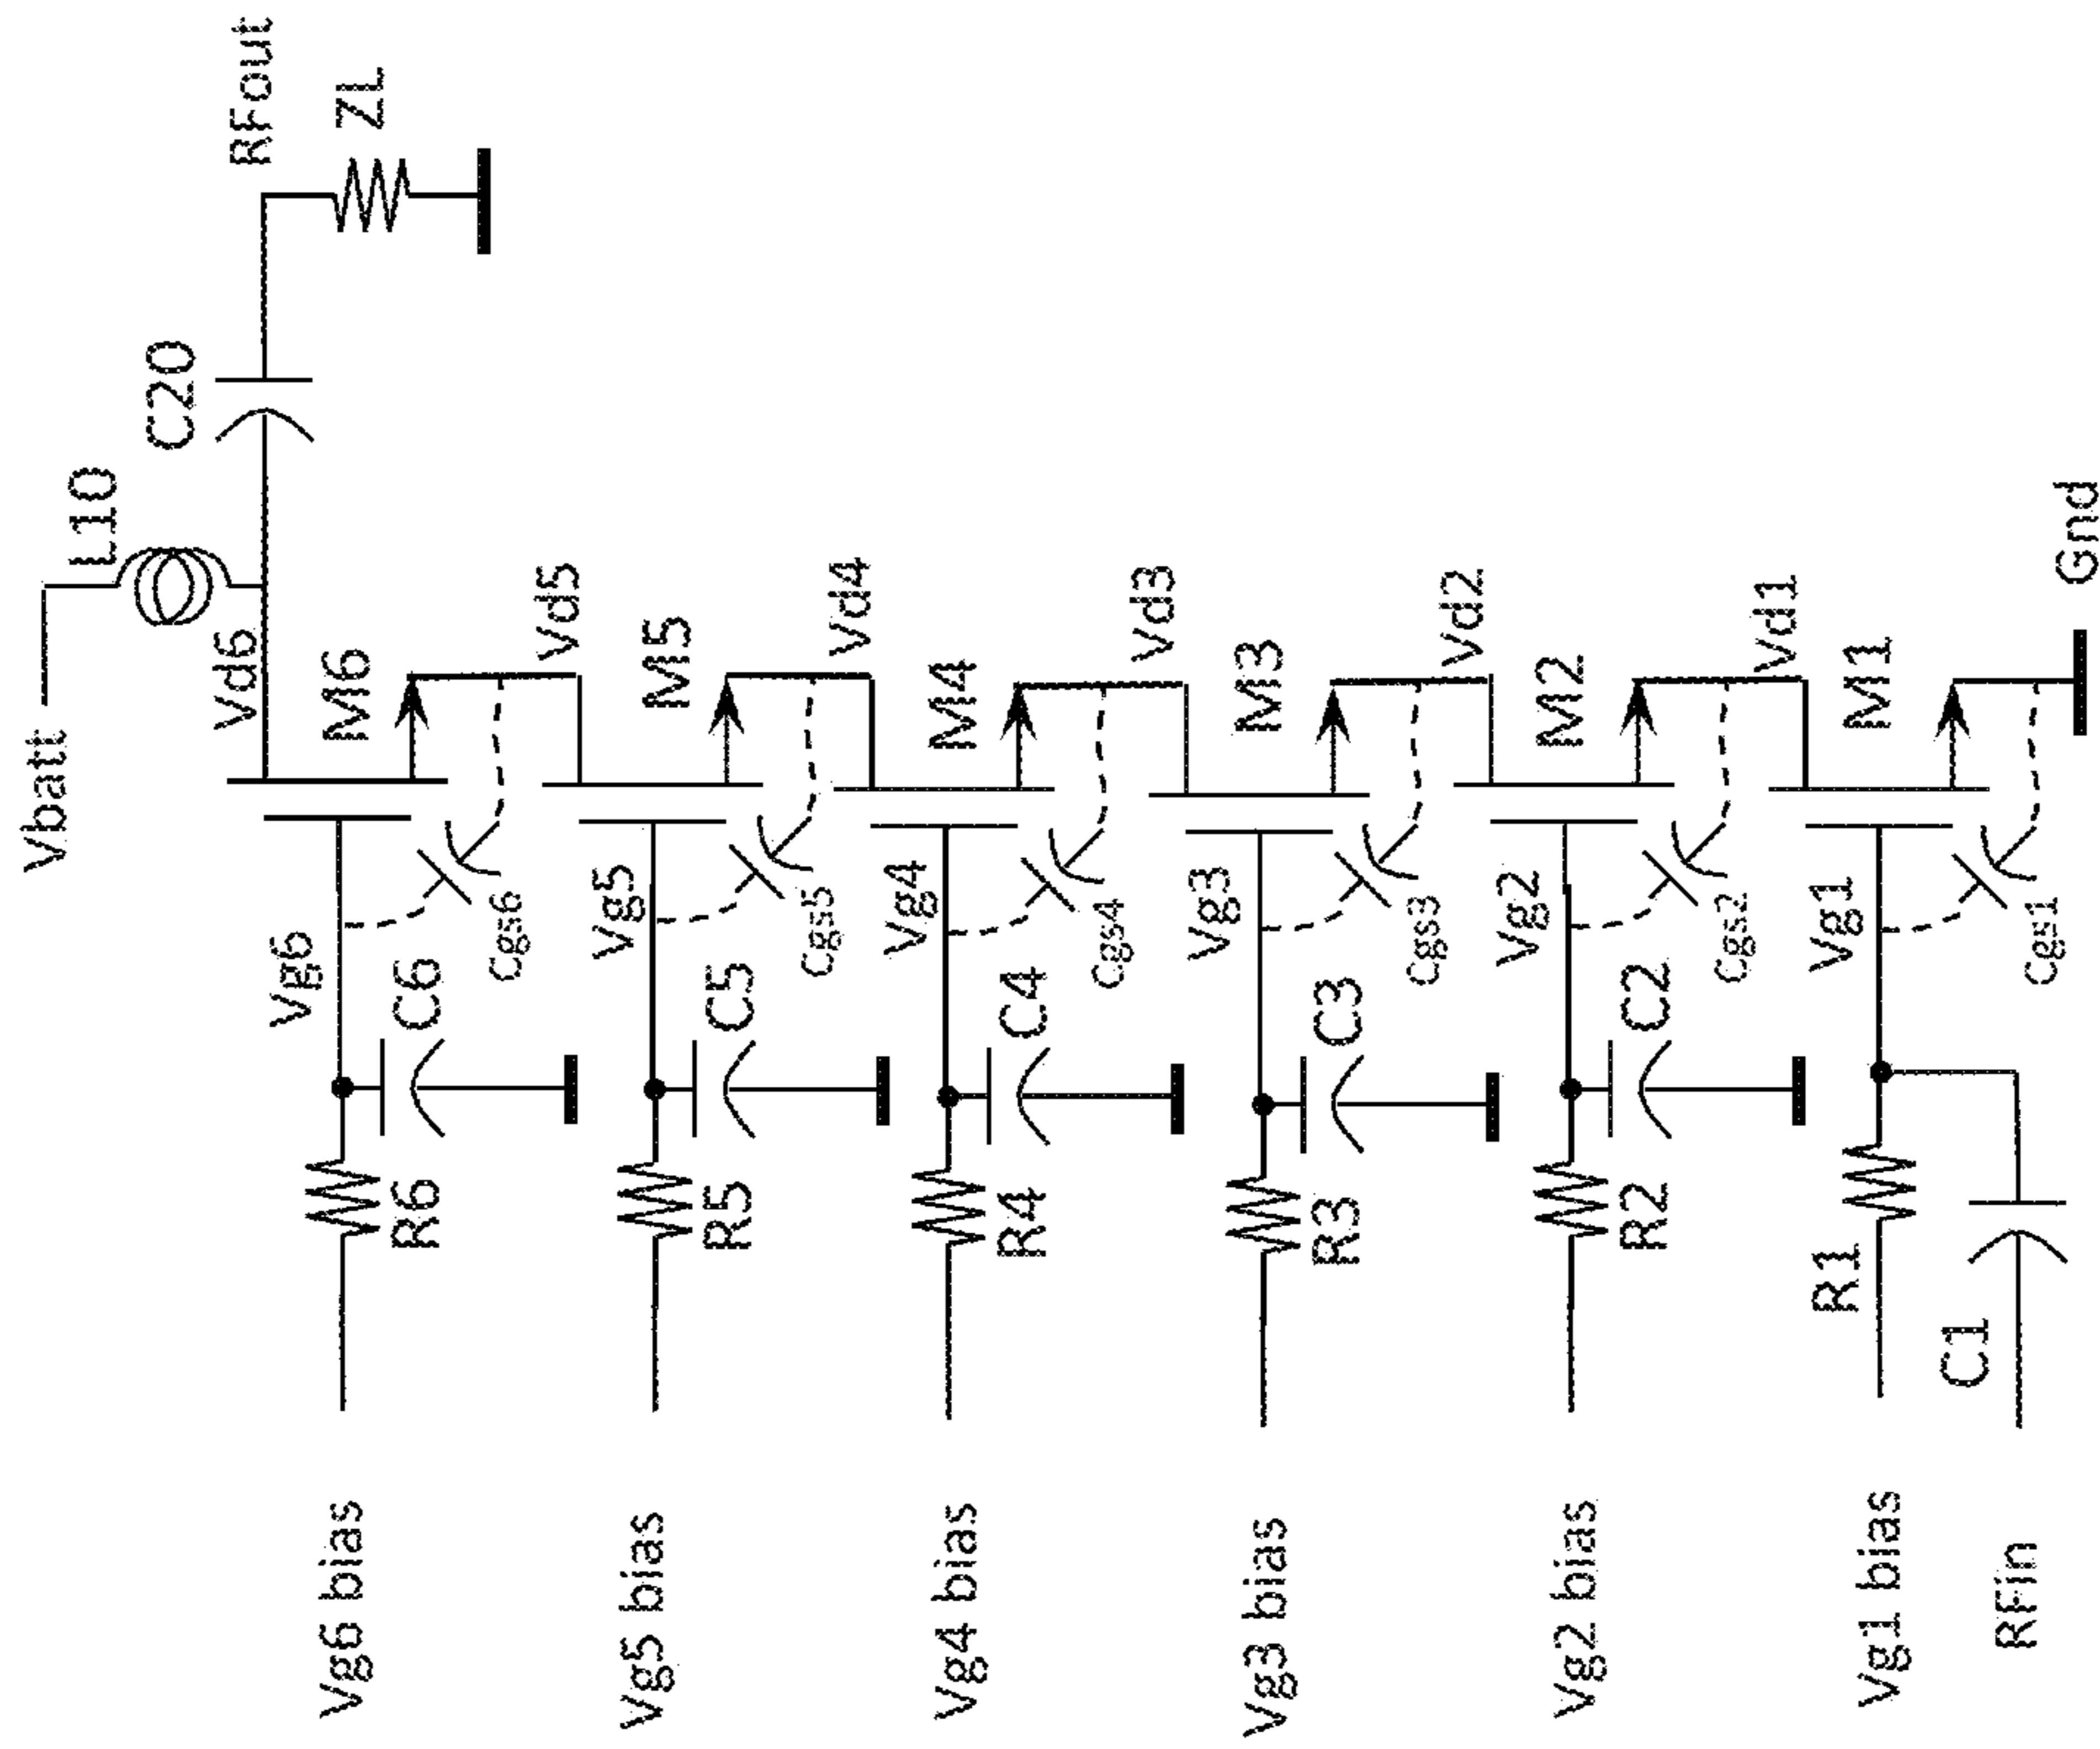 Vbatt
L10
C20
RFout
ZL
Vd6
M6
Vg6 bias
R6
C6
Vg6
Cgs6
Vd5
M5
Vg5 bias
R5
C5
Vg5
Cgs5
Vd4
M4
Vg4 bias
R4
C4
Vg4
Cgs4
Vd3
M3
Vg3 bias
R3
C3
Vg3
Cgs3
Vd2
M2
Vg2 bias
R2
C2
Vg2
Cgs2
Vd1
M1
Vg1 bias
R1
Vg1
Cgs1
RFin
C1
Gnd